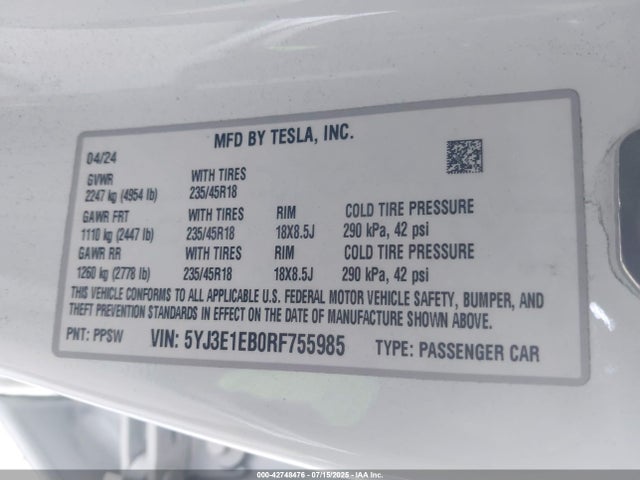 MFD BY TESLA, INC.
04/24
GVWR WITH TIRES
2247 kg (4954 lb) 235/45R18
GAWR FRT WITH TIRES RIM COLD TIRE PRESSURE
1110 kg (2447 lb) 235/45R18 18X8.5J 290 kPa, 42 psi
GAWR RR WITH TIRES RIM COLD TIRE PRESSURE
1260 kg (2778 lb) 235/45R18 18X8.5J 290 kPa, 42 psi
THIS VEHICLE CONFORMS TO ALL APPLICABLE U.S. FEDERAL MOTOR VEHICLE SAFETY, BUMPER, AND
THEFT PREVENTION STANDARDS IN EFFECT ON THE DATE OF MANUFACTURE SHOWN ABOVE.
PNT: PPSW VIN: 5YJ3E1EB0RF755985 TYPE: PASSENGER CAR
000-42748476 - 07/15/2025 - IAA Inc.